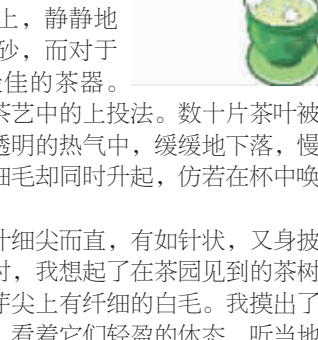 上，静静地
砂，而对于
佳的茶器。
茶艺中的上投法。数十片茶叶被
透明的热气中，缓缓地下落，慢
细毛却同时升起，仿若在杯中唤
叶细尖而直，有如针状，又身披
时，我想起了在茶园见到的茶树
芽尖上有纤细的白毛。我摸出了
看着它们轻盈的体态，听当地